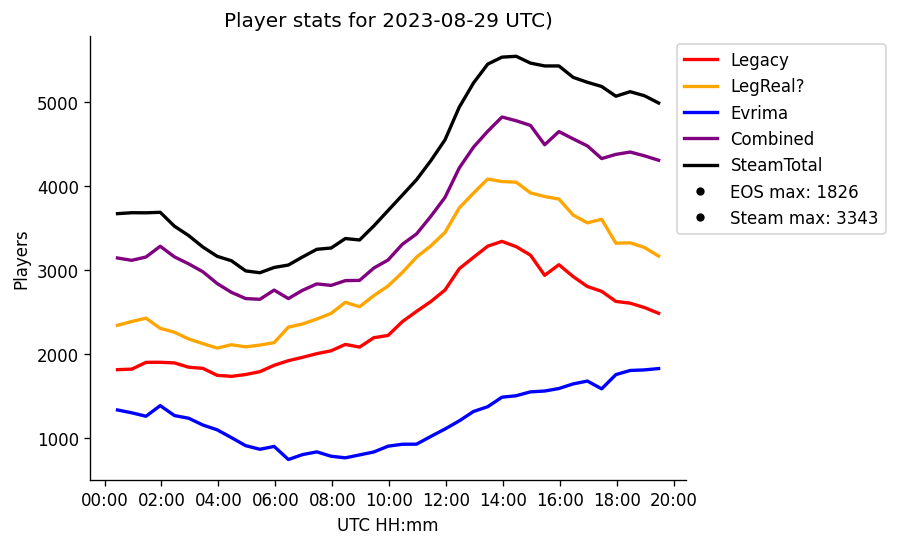 Player stats for 2023-08-29 UTC)
Legacy
LegReal?
Evrima
Combined
SteamTotal
EOS max: 1826
Steam max: 3343
5000
4000
3000
2000
1000
Players
00:00 02:00 04:00 06:00 08:00 10:00 12:00 14:00 16:00 18:00 20:00
UTC HH:mm